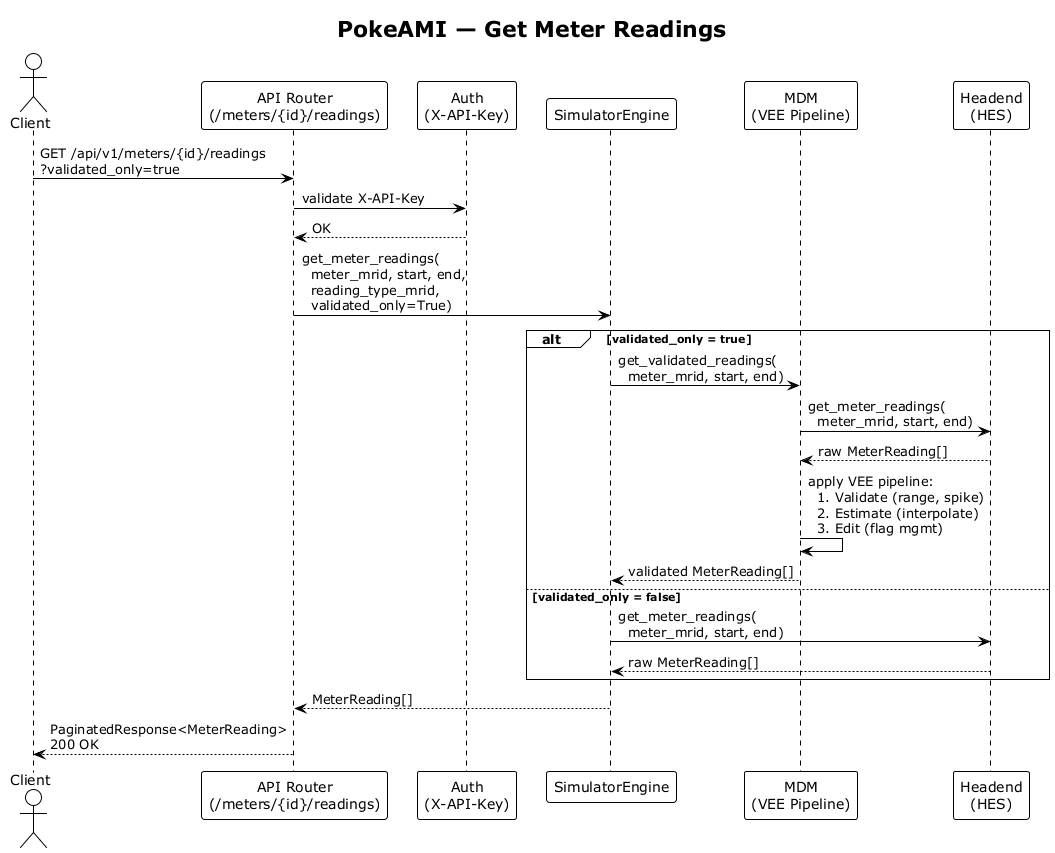 PokeAMI — Get Meter Readings
Client
API Router
(/meters/{id}/readings)
Auth
(X-API-Key)
SimulatorEngine
MDM
(VEE Pipeline)
Headend
(HES)
GET /api/v1/meters/{id}/readings
?validated_only=true
validate X-API-Key
OK
get_meter_readings(
meter_mrid, start, end,
reading_type_mrid,
validated_only=True)
alt
[validated_only = true]
get_validated_readings(
meter_mrid, start, end)
get_meter_readings(
meter_mrid, start, end)
raw MeterReading[]
apply VEE pipeline:
1. Validate (range, spike)
2. Estimate (interpolate)
3. Edit (flag mgmt)
validated MeterReading[]
[validated_only = false]
get_meter_readings(
meter_mrid, start, end)
raw MeterReading[]
MeterReading[]
PaginatedResponse<MeterReading>
200 OK
Client
API Router
(/meters/{id}/readings)
Auth
(X-API-Key)
SimulatorEngine
MDM
(VEE Pipeline)
Headend
(HES)